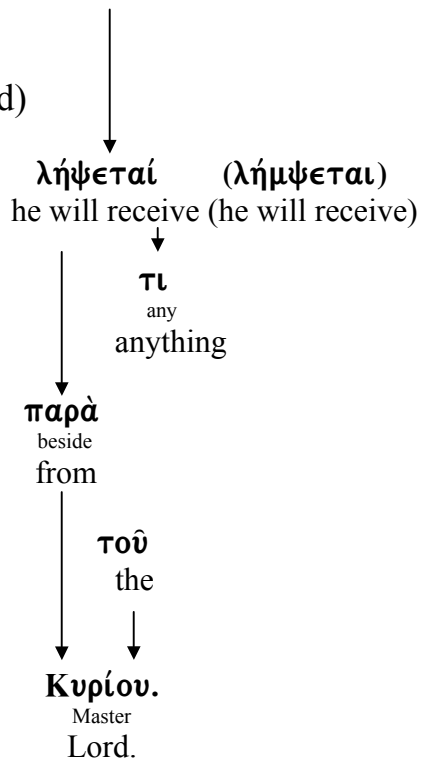 d)
λήψεταί (λήμψεται)
he will receive (he will receive)
τι
any
anything
παρὰ
beside
from
τοῦ
the
Κυρίου.
Master
Lord.